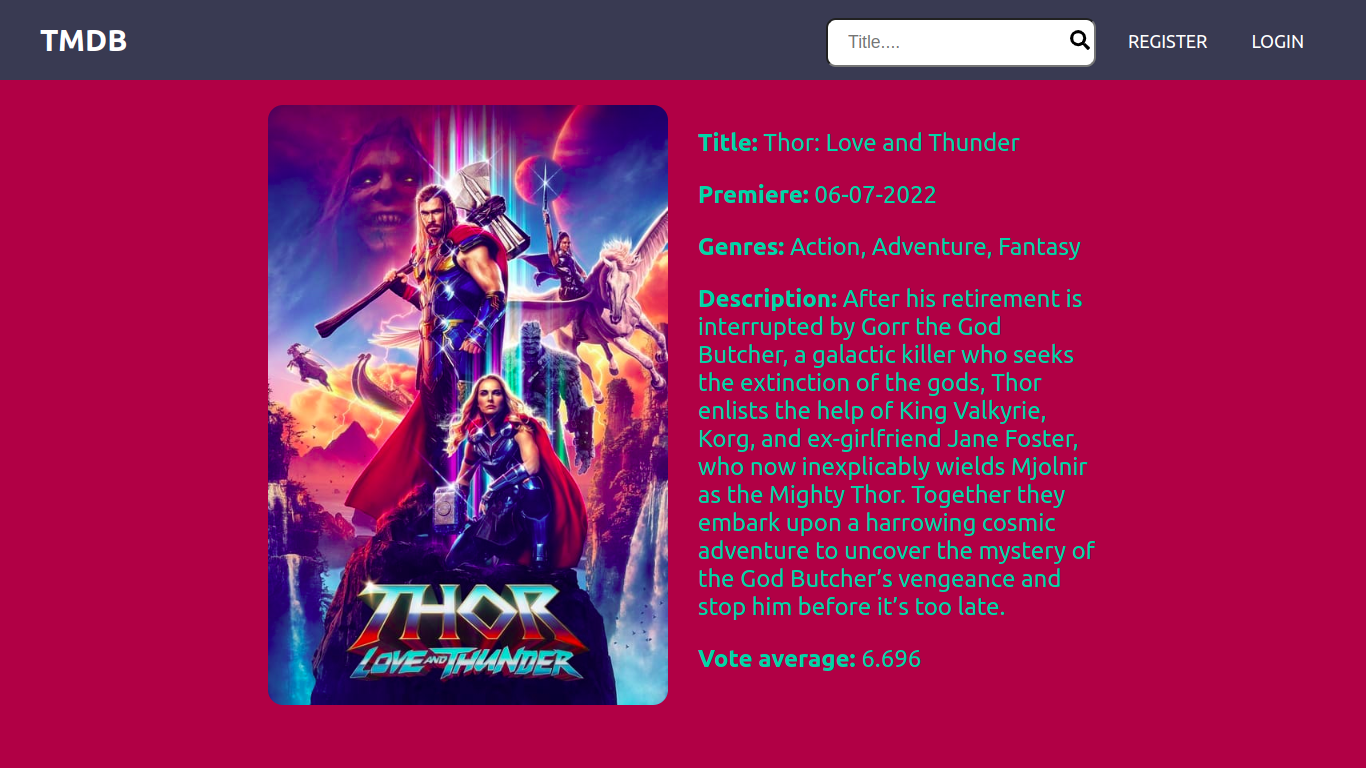 TMDB
Title....
REGISTER
LOGIN
Title: Thor: Love and Thunder
Premiere: 06-07-2022
Genres: Action, Adventure, Fantasy
Description: After his retirement is
interrupted by Gorr the God
Butcher, a galactic killer who seeks
the extinction of the gods, Thor
enlists the help of King Valkyrie,
Korg, and ex-girlfriend Jane Foster,
who now inexplicably wields Mjolnir
as the Mighty Thor. Together they
embark upon a harrowing cosmic
adventure to uncover the mystery of
the God Butcher’s vengeance and
stop him before it’s too late.
Vote average: 6.696
THOR
LOVE AND THUNDER